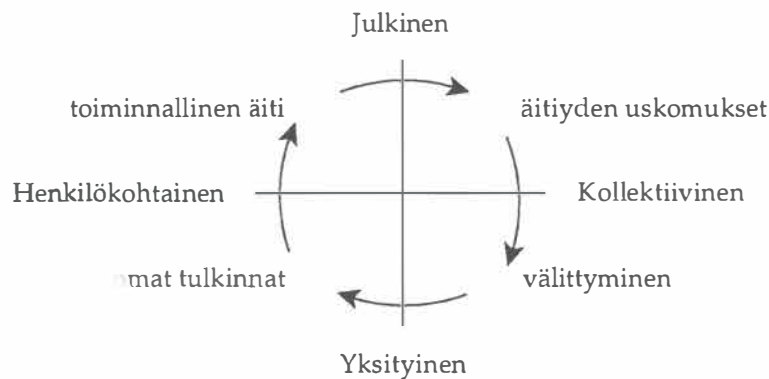 Julkinen
toiminnallinen äiti
äitiyden uskomukset
Henkilökohtainen
Kollektiivinen
tulkinnat
välittyminen
Yksityinen